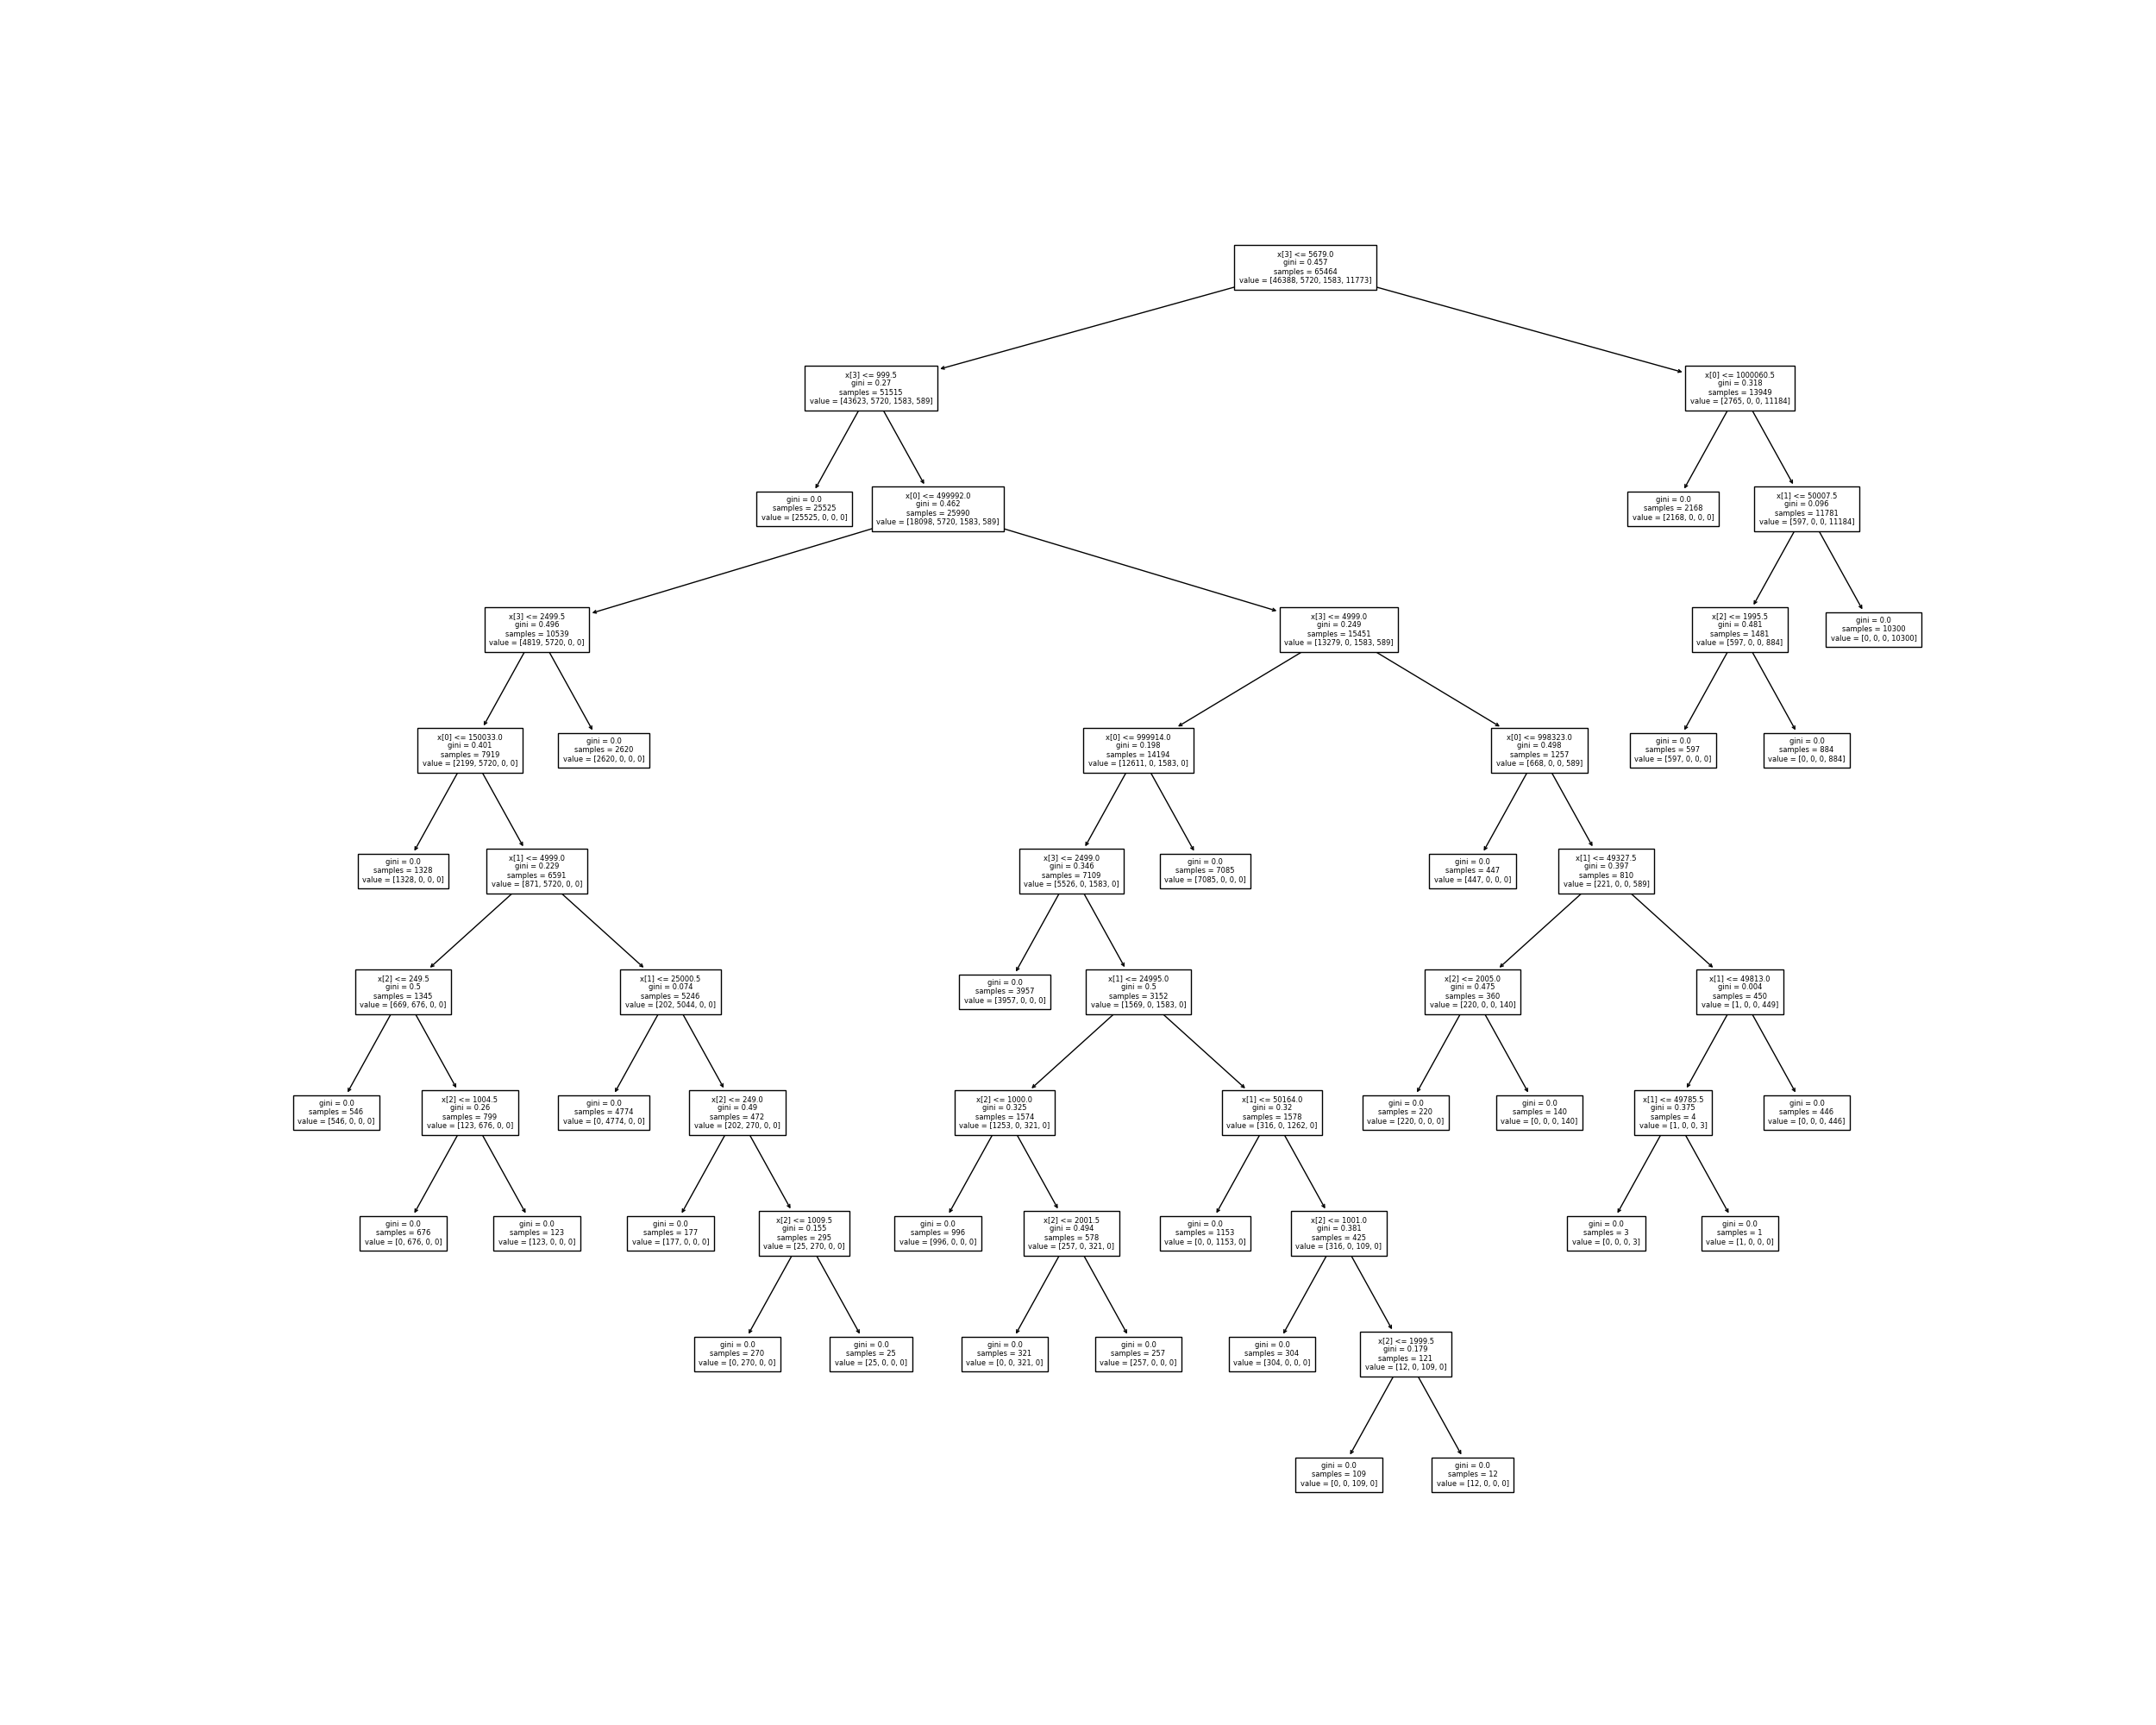 x[3] <= 5679.0
gini = 0.457
samples = 65464
value = [46388, 5720, 1583, 11773]
x[3] <= 999.5
gini = 0.27
samples = 51515
value = [43623, 5720, 1583, 589]
x[0] <= 1000060.5
gini = 0.318
samples = 13949
value = [2765, 0, 0, 11184]
gini = 0.0
samples = 25525
value = [25525, 0, 0, 0]
x[0] <= 499992.0
gini = 0.462
samples = 25990
value = [18098, 5720, 1583, 589]
gini = 0.0
samples = 2168
value = [2168, 0, 0, 0]
x[1] <= 50007.5
gini = 0.096
samples = 11781
value = [597, 0, 0, 11184]
x[3] <= 2499.5
gini = 0.496
samples = 10539
value = [4819, 5720, 0, 0]
x[3] <= 4999.0
gini = 0.249
samples = 15451
value = [13279, 0, 1583, 589]
x[2] <= 1995.5
gini = 0.481
samples = 1481
value = [597, 0, 0, 884]
gini = 0.0
samples = 10300
value = [0, 0, 0, 10300]
x[0] <= 150033.0
gini = 0.401
samples = 7919
value = [2199, 5720, 0, 0]
gini = 0.0
samples = 2620
value = [2620, 0, 0, 0]
x[0] <= 999914.0
gini = 0.198
samples = 14194
value = [12611, 0, 1583, 0]
x[0] <= 998323.0
gini = 0.498
samples = 1257
value = [668, 0, 0, 589]
gini = 0.0
samples = 597
value = [597, 0, 0, 0]
gini = 0.0
samples = 884
value = [0, 0, 0, 884]
gini = 0.0
samples = 1328
value = [1328, 0, 0, 0]
x[1] <= 4999.0
gini = 0.229
samples = 6591
value = [871, 5720, 0, 0]
x[3] <= 2499.0
gini = 0.346
samples = 7109
value = [5526, 0, 1583, 0]
gini = 0.0
samples = 7085
value = [7085, 0, 0, 0]
gini = 0.0
samples = 447
value = [447, 0, 0, 0]
x[1] <= 49327.5
gini = 0.397
samples = 810
value = [221, 0, 0, 589]
x[2] <= 249.5
gini = 0.5
samples = 1345
value = [669, 676, 0, 0]
x[1] <= 25000.5
gini = 0.074
samples = 5246
value = [202, 5044, 0, 0]
gini = 0.0
samples = 3957
value = [3957, 0, 0, 0]
x[1] <= 24995.0
gini = 0.5
samples = 3152
value = [1569, 0, 1583, 0]
x[2] <= 2005.0
gini = 0.475
samples = 360
value = [220, 0, 0, 140]
x[1] <= 49813.0
gini = 0.004
samples = 450
value = [1, 0, 0, 449]
gini = 0.0
samples = 546
value = [546, 0, 0, 0]
x[2] <= 1004.5
gini = 0.26
samples = 799
value = [123, 676, 0, 0]
gini = 0.0
samples = 4774
value = [0, 4774, 0, 0]
x[2] <= 249.0
gini = 0.49
samples = 472
value = [202, 270, 0, 0]
x[2] <= 1000.0
gini = 0.325
samples = 1574
value = [1253, 0, 321, 0]
x[1] <= 50164.0
gini = 0.32
samples = 1578
value = [316, 0, 1262, 0]
gini = 0.0
samples = 220
value = [220, 0, 0, 0]
gini = 0.0
samples = 140
value = [0, 0, 0, 140]
x[1] <= 49785.5
gini = 0.375
samples = 4
value = [1, 0, 0, 3]
gini = 0.0
samples = 446
value = [0, 0, 0, 446]
gini = 0.0
samples = 676
value = [0, 676, 0, 0]
gini = 0.0
samples = 123
value = [123, 0, 0, 0]
gini = 0.0
samples = 177
value = [177, 0, 0, 0]
x[2] <= 1009.5
gini = 0.155
samples = 295
value = [25, 270, 0, 0]
gini = 0.0
samples = 996
value = [996, 0, 0, 0]
x[2] <= 2001.5
gini = 0.494
samples = 578
value = [257, 0, 321, 0]
gini = 0.0
samples = 1153
value = [0, 0, 1153, 0]
x[2] <= 1001.0
gini = 0.381
samples = 425
value = [316, 0, 109, 0]
gini = 0.0
samples = 3
value = [0, 0, 0, 3]
gini = 0.0
samples = 1
value = [1, 0, 0, 0]
gini = 0.0
samples = 270
value = [0, 270, 0, 0]
gini = 0.0
samples = 25
value = [25, 0, 0, 0]
gini = 0.0
samples = 321
value = [0, 0, 321, 0]
gini = 0.0
samples = 257
value = [257, 0, 0, 0]
gini = 0.0
samples = 304
value = [304, 0, 0, 0]
x[2] <= 1999.5
gini = 0.179
samples = 121
value = [12, 0, 109, 0]
gini = 0.0
samples = 109
value = [0, 0, 109, 0]
gini = 0.0
samples = 12
value = [12, 0, 0, 0]